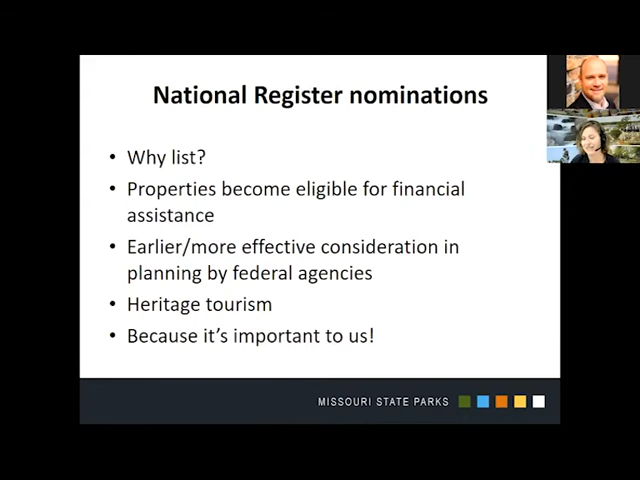 National Register nominations
• Why list?
• Properties become eligible for financial
assistance
• Earlier/more effective consideration in
planning by federal agencies
• Heritage tourism
• Because it's important to us!
MISSOURI STATE PARKS